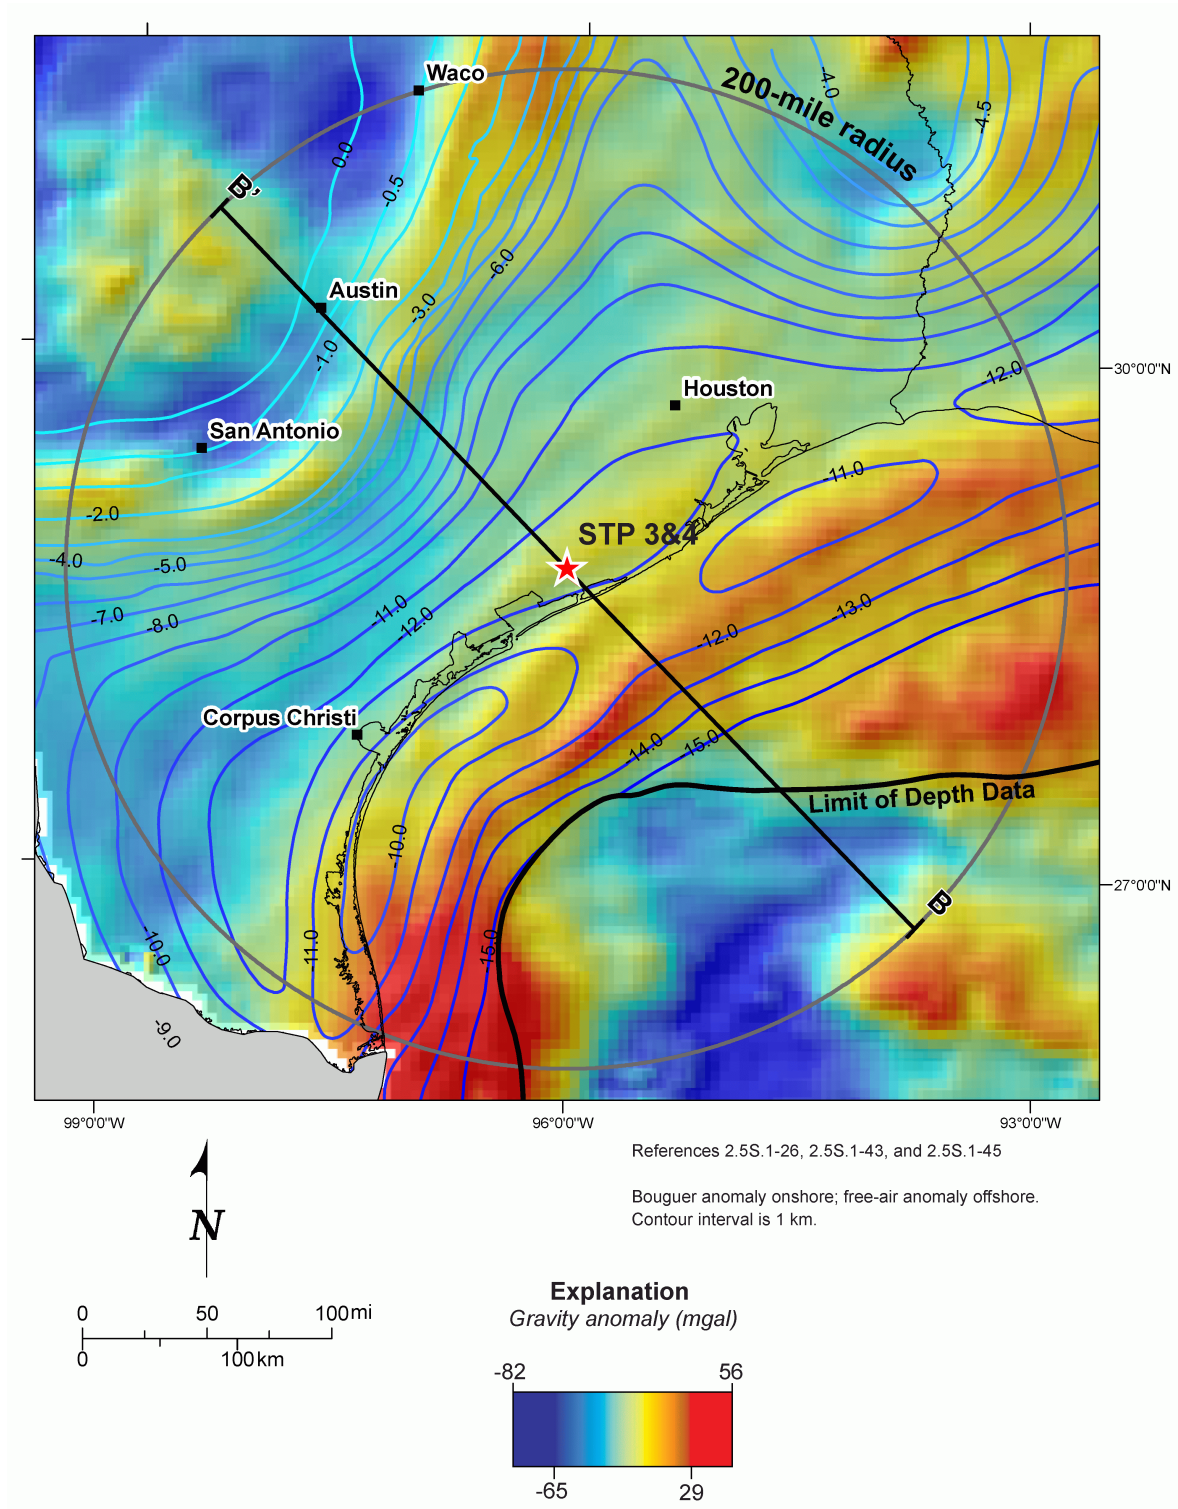 Waco
200-mile radius
-4.0
-4.5
0.0
-0.5
B’
-6.0
Austin
-3.0
-1.0
30°0'0"N
-12.0
Houston
San Antonio
-11.0
-2.0
STP 3&4
-4.0
-5.0
-7.0
-8.0
-11.0
-12.0
-13.0
-12.0
Corpus Christi
-14.0
-15.0
Limit of Depth Data
-10.0
27°0'0"N
B
-10.0
-11.0
15.0
-9.0
99°0'0"W
96°0'0"W
93°0'0"W
References 2.5S.1-26, 2.5S.1-43, and 2.5S.1-45
Bouguer anomaly onshore; free-air anomaly offshore.
Contour interval is 1 km.
N
0 50 100mi
0 100km
Explanation
Gravity anomaly (mgal)
-82 56
-65 29